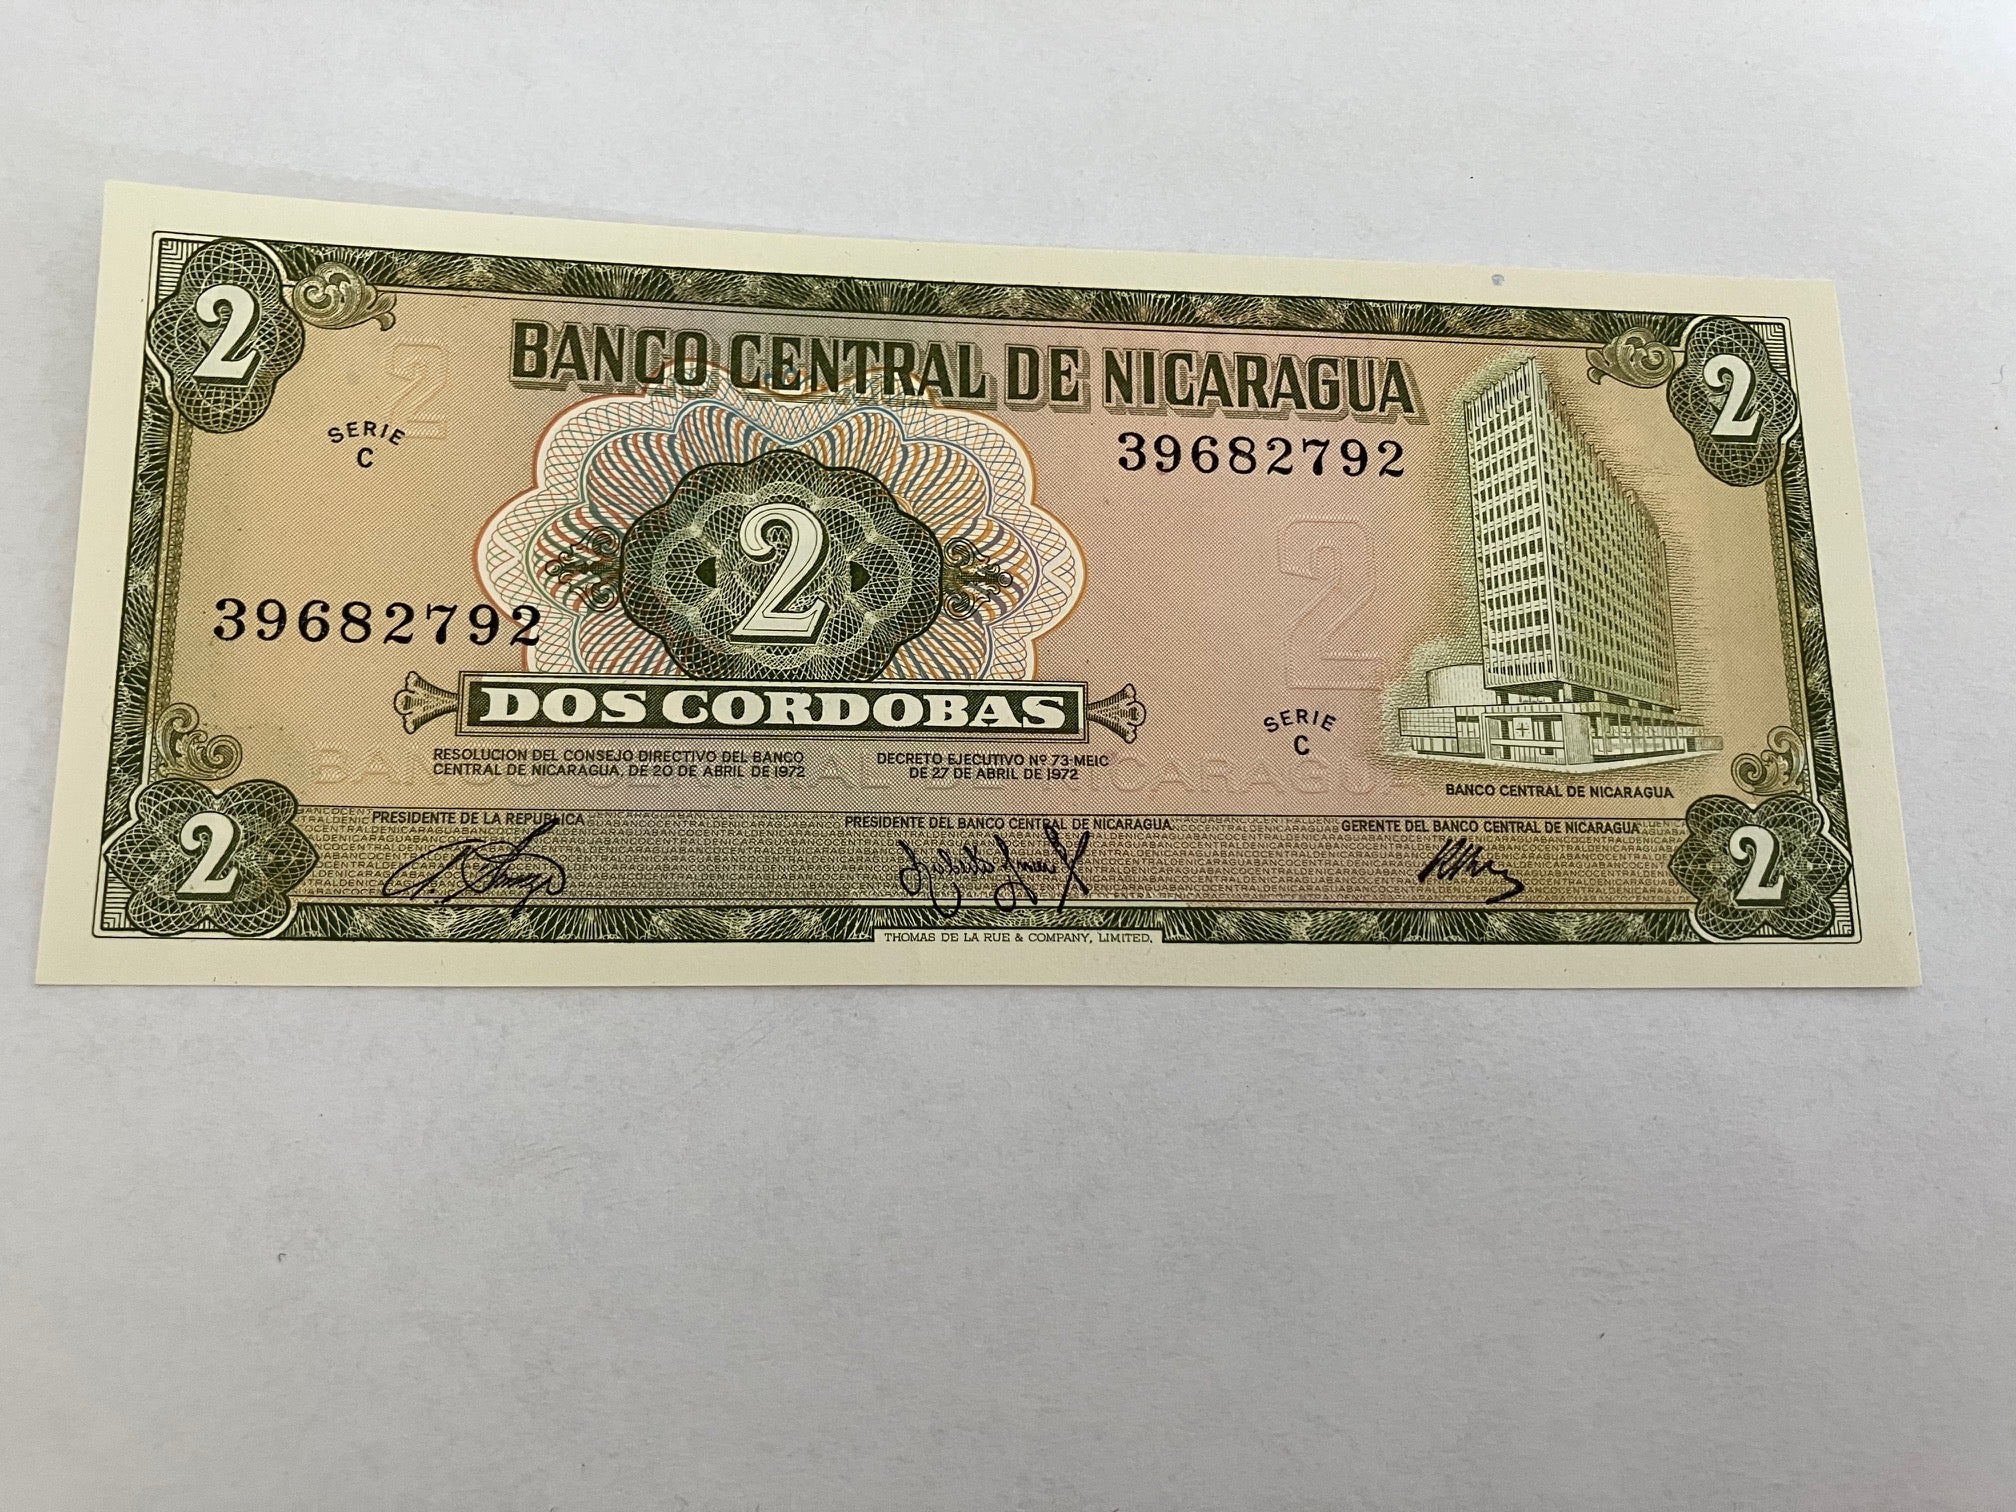 2
2
BANCO CENTRAL DE NICARAGUA
SERIE
C
39682792
39682792
2
DOS CORDOBAS
SERIE
C
RESOLUCION DEL CONSEJO DIRECTIVO DEL BANCO
CENTRAL DE NICARAGUA, DE 20 DE ABRIL DE 1972
DECRETO EJECUTIVO Nº 73-MEIC
DE 27 DE ABRIL DE 1972
BANCO CENTRAL DE NICARAGUA
PRESIDENTE DE LA REPUBLICA
PRESIDENTE DEL BANCO CENTRAL DE NICARAGUA
GERENTE DEL BANCO CENTRAL DE NICARAGUA
2
2
THOMAS DE LA RUE & COMPANY, LIMITED.